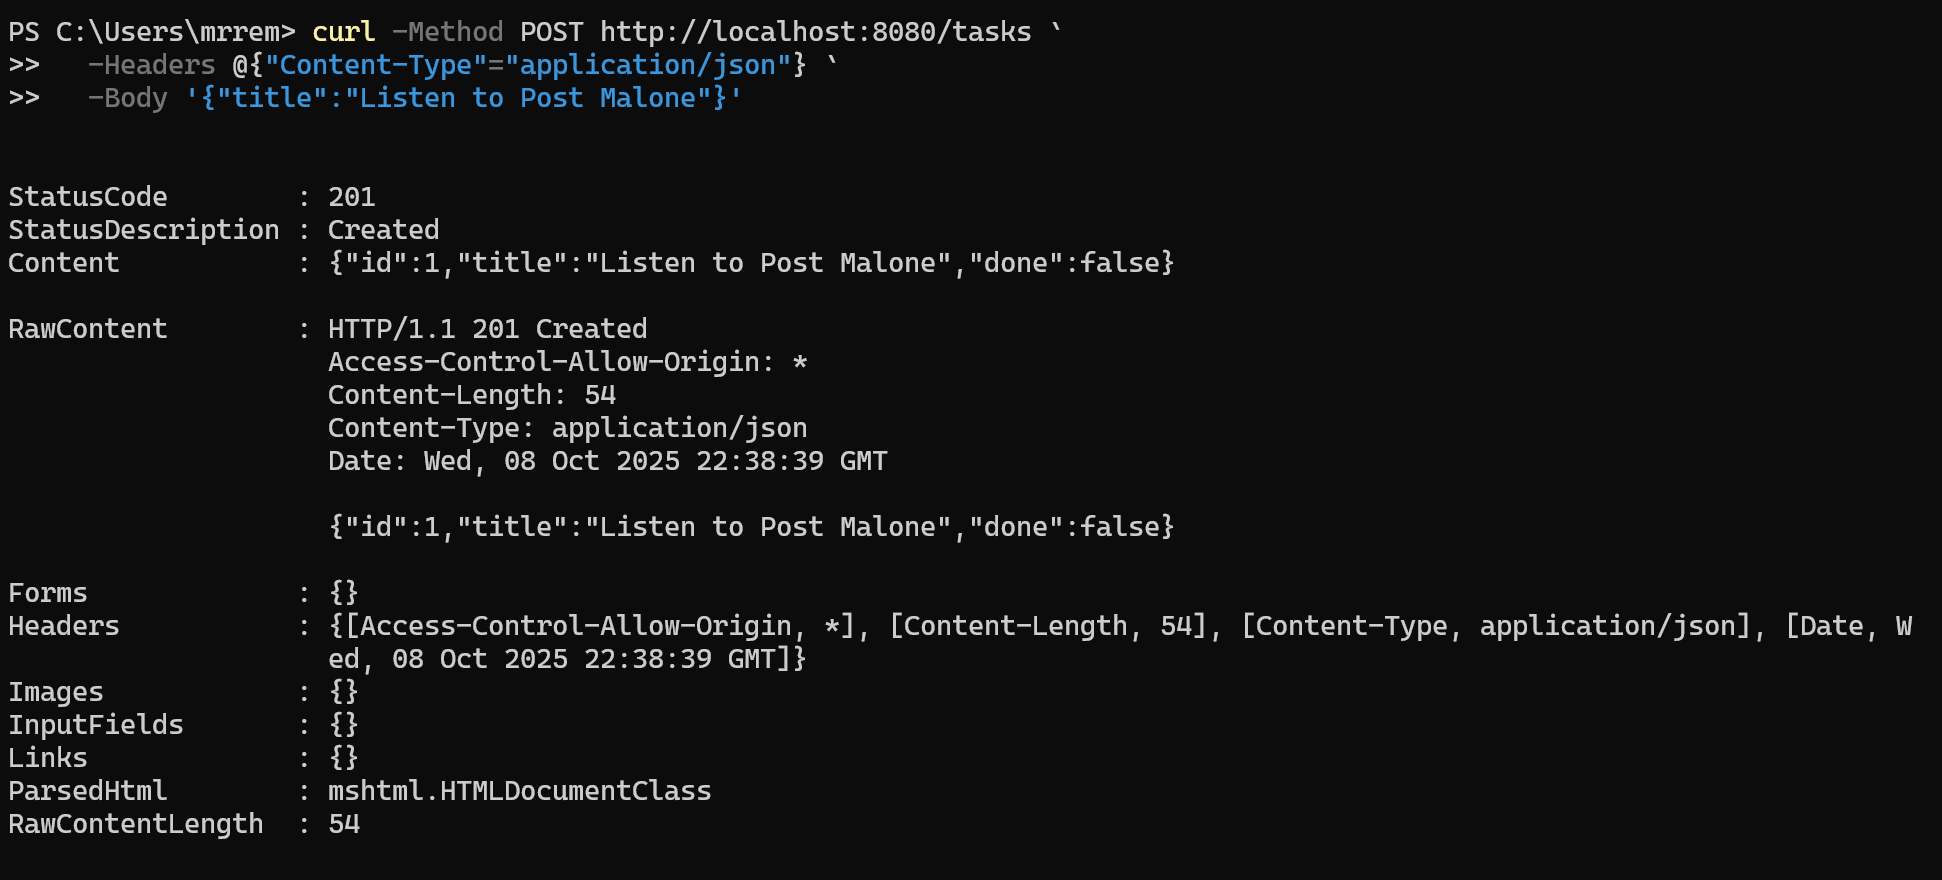 PS C:\Users\mrrem> curl -Method POST http://localhost:8080/tasks `
>>   -Headers @{"Content-Type"="application/json"} `
>>   -Body '{"title":"Listen to Post Malone"}'
StatusCode        : 201
StatusDescription : Created
Content           : {"id":1,"title":"Listen to Post Malone","done":false}
RawContent        : HTTP/1.1 201 Created
                    Access-Control-Allow-Origin: *
                    Content-Length: 54
                    Content-Type: application/json
                    Date: Wed, 08 Oct 2025 22:38:39 GMT
                    {"id":1,"title":"Listen to Post Malone","done":false}
Forms             : {}
Headers           : {[Access-Control-Allow-Origin, *], [Content-Length, 54], [Content-Type, application/json], [Date, W
                    ed, 08 Oct 2025 22:38:39 GMT]}
Images            : {}
InputFields       : {}
Links             : {}
ParsedHtml        : mshtml.HTMLDocumentClass
RawContentLength  : 54